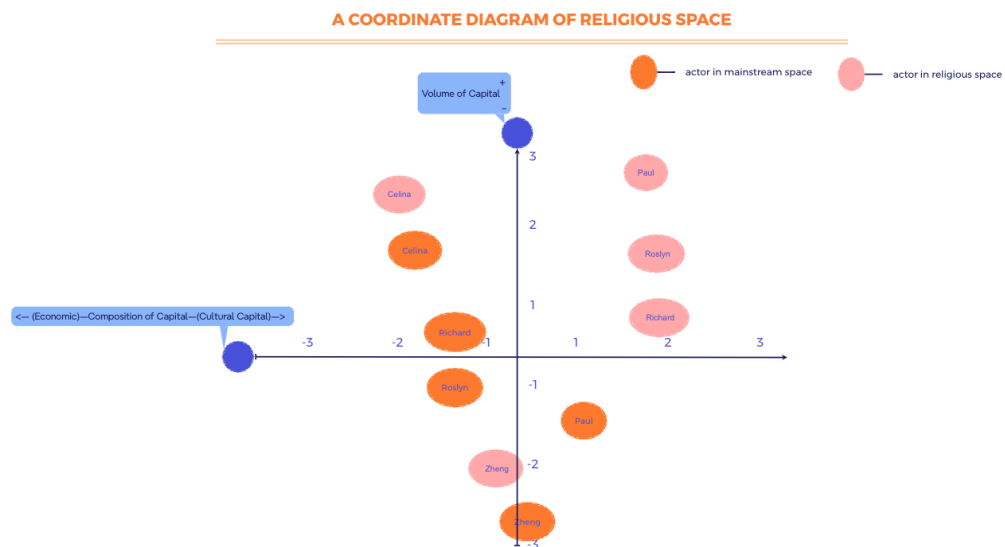 A COORDINATE DIAGRAM OF RELIGIOUS SPACE
actor in mainstream space
actor in religious space
+
Volume of Capital
–
3
Paul
Celina
2
Celina
Roslyn
1
<— (Economic)—Composition of Capital—(Cultural Capital)—>
Richard
Richard
-3
-2
-1
1
2
3
-1
Roslyn
Paul
-2
Zheng
Zheng
-3